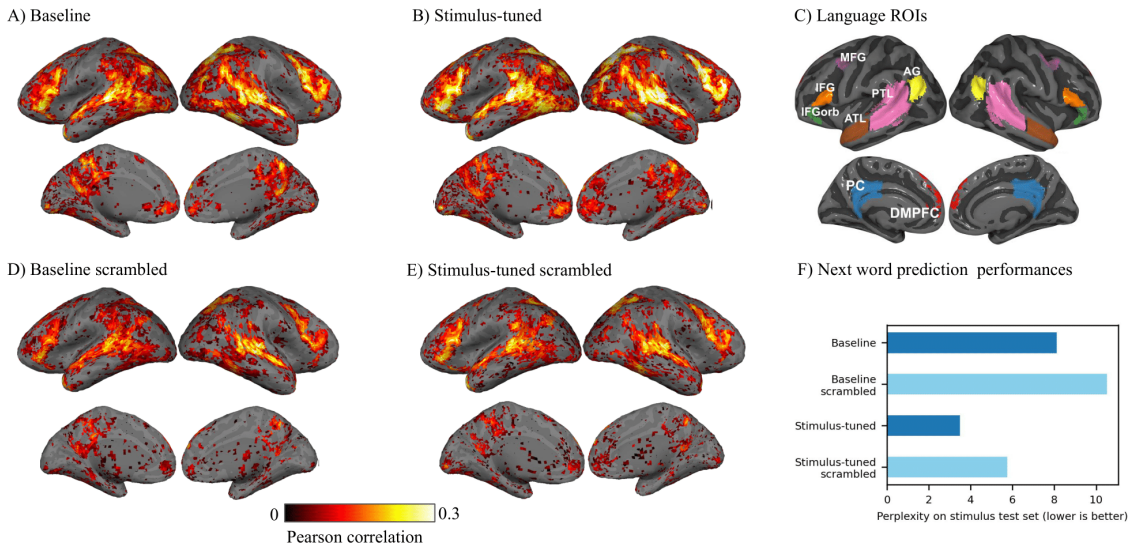 A) Baseline
B) Stimulus-tuned
C) Language ROIs
MFG
AG
IFG
PTL
IFGorb
ATL
PC
DMPFC
D) Baseline scrambled
E) Stimulus-tuned scrambled
F) Next word prediction performances
Baseline
Baseline
scrambled
Stimulus-tuned
Stimulus-tuned
scrambled
0 2 4 6 8 10
Perplexity on stimulus test set (lower is better)
0 0.3
Pearson correlation